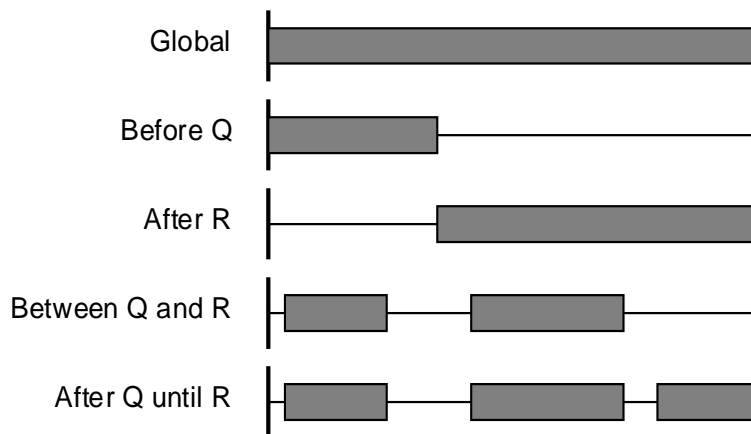 Global
Before Q
After R
Between Q and R
After Q until R